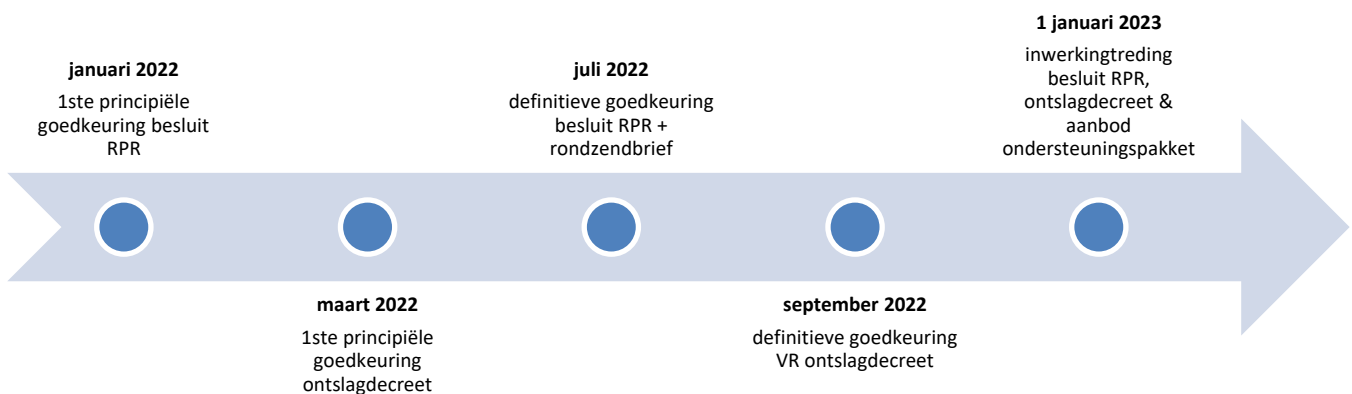 januari 2022
1ste principiële
goedkeuring besluit
RPR
maart 2022
1ste principiële
goedkeuring
ontslagdecreet
juli 2022
definitieve goedkeuring
besluit RPR +
rondzendbrief
september 2022
definitieve goedkeuring
VR ontslagdecreet
1 januari 2023
inwerkingtreding
besluit RPR,
ontslagdecreet &
aanbod
ondersteuningspakket